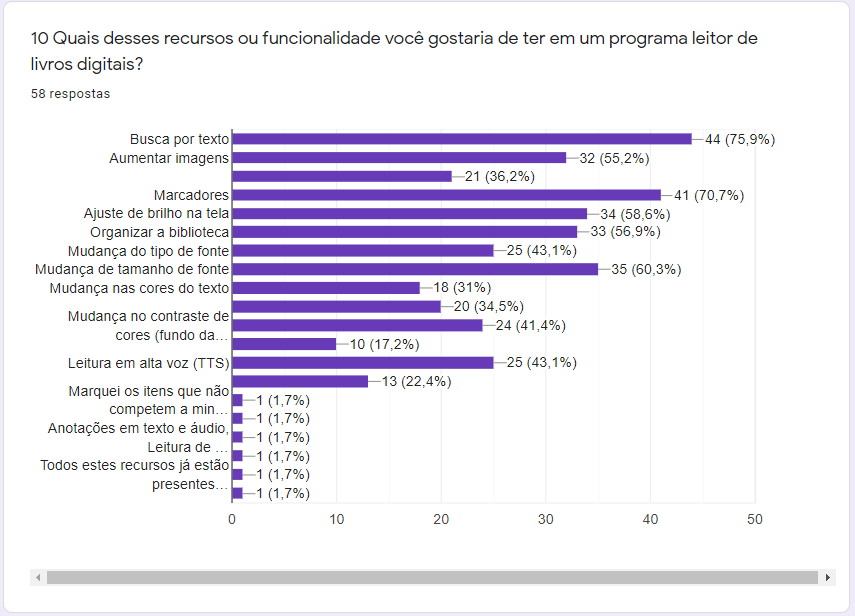 10 Quais desses recursos ou funcionalidade você gostaria de ter em um programa leitor de
livros digitais?
58 respostas
Busca por texto 44 (75,9%)
Aumentar imagens 32 (55,2%)
21 (36,2%)
Marcadores 41 (70,7%)
Ajuste de brilho na tela 34 (58,6%)
Organizar a biblioteca 33 (56,9%)
Mudança do tipo de fonte 25 (43,1%)
Mudança de tamanho de fonte 35 (60,3%)
Mudança nas cores do texto 18 (31%)
20 (34,5%)
Mudança no contraste de
cores (fundo da… 24 (41,4%)
10 (17,2%)
Leitura em alta voz (TTS) 25 (43,1%)
13 (22,4%)
Marquei os itens que não
competem a min… 1 (1,7%)
1 (1,7%)
Anotações em texto e áudio,
Leitura de … 1 (1,7%)
1 (1,7%)
Todos estes recursos já estão
presentes… 1 (1,7%)
1 (1,7%)
0 10 20 30 40 50